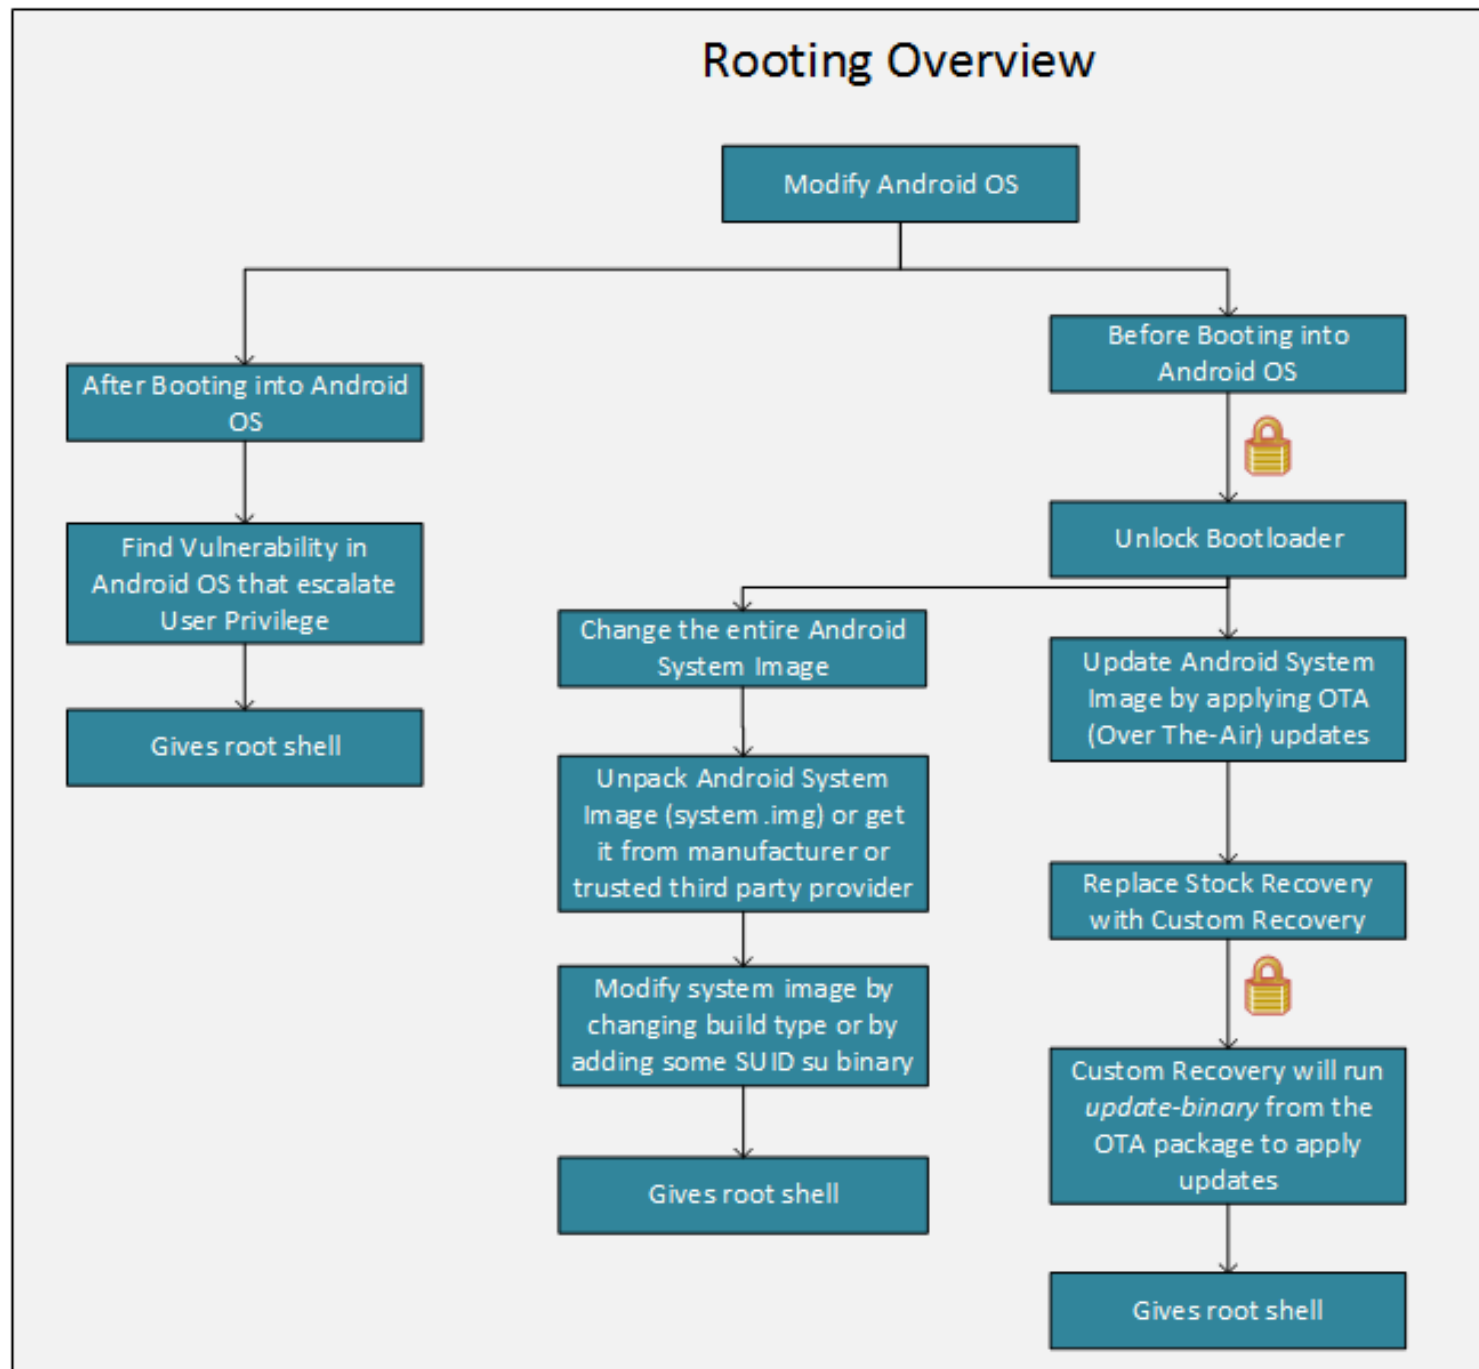 Rooting Overview
Modify Android OS
After Booting into Android
OS
Find Vulnerability in
Android OS that escalate
User Privilege
Gives root shell
Before Booting into
Android OS
Unlock Bootloader
Change the entire Android
System Image
Unpack Android System
Image (system.img) or get
it from manufacturer or
trusted third party provider
Modify system image by
changing build type or by
adding some SUID su binary
Gives root shell
Update Android System
Image by applying OTA
(Over The-Air) updates
Replace Stock Recovery
with Custom Recovery
Custom Recovery will run
update-binary from the
OTA package to apply
updates
Gives root shell